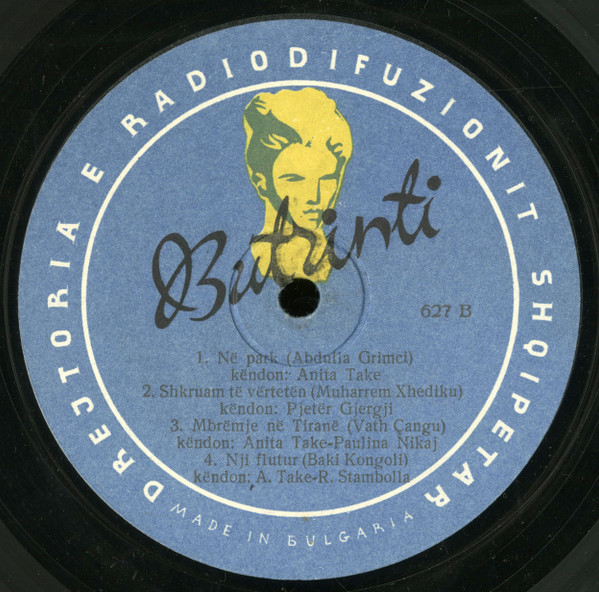 DREJTORIA E RADIODIFUZIONIT SHQIPETAR
Butrinti
627 B
1. Në park (Abdulla Grimci)
këndon: Anita Take
2. Shkruam të vërtetën (Muharrem Xhediku)
këndon: Pjetër Gjergji
3. Mbrëmje në Tiranë (Vath Çangu)
këndon: Anita Take-Paulina Nikaj
4. Nji flutur (Baki Kongoli)
këndon: A. Take-R. Stambolla
MADE IN BULGARIA